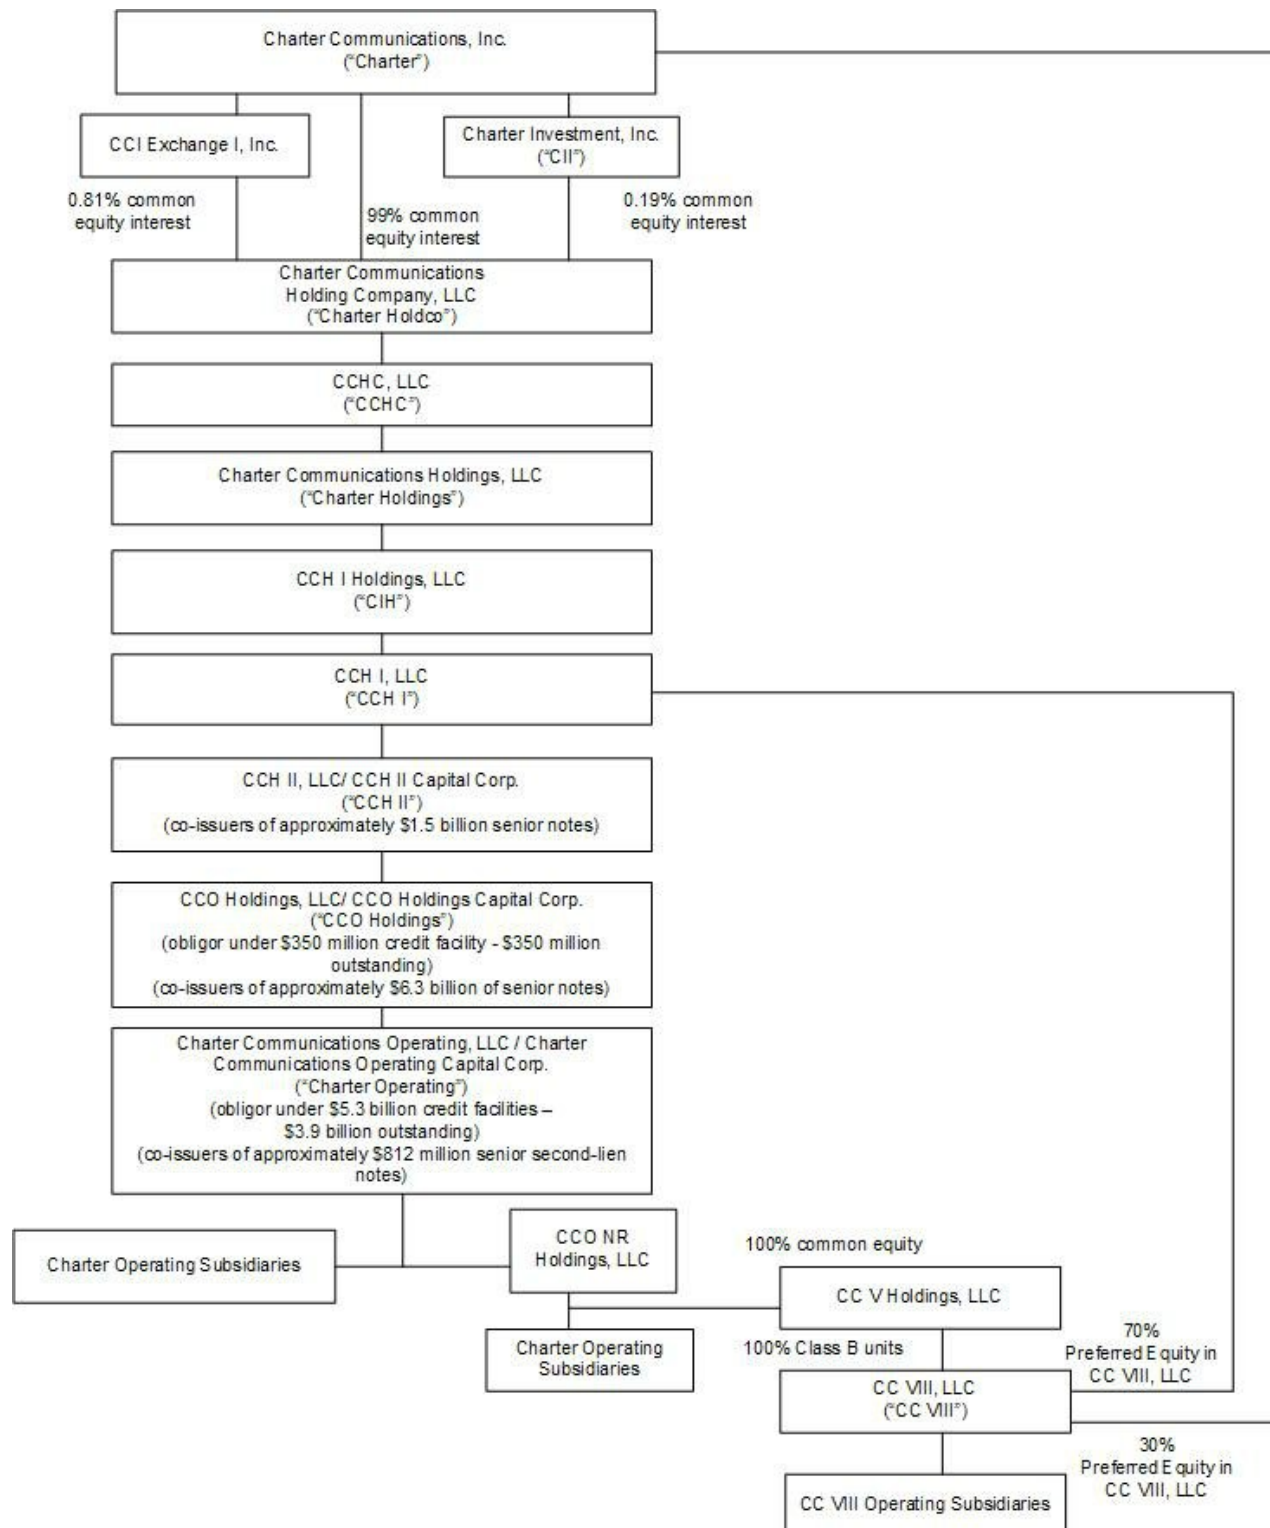 Charter Communications, Inc.
("Charter")
CCI Exchange I, Inc.
Charter Investment, Inc.
("CII")
0.81% common
equity interest
99% common
equity interest
0.19% common
equity interest
Charter Communications
Holding Company, LLC
("Charter Holdco")
CCHC, LLC
("CCHC")
Charter Communications Holdings, LLC
("Charter Holdings")
CCH I Holdings, LLC
("CIH")
CCH I, LLC
("CCH I")
CCH II, LLC/ CCH II Capital Corp.
("CCH II")
(co-issuers of approximately $1.5 billion senior notes)
CCO Holdings, LLC/ CCO Holdings Capital Corp.
("CCO Holdings")
(obligor under $350 million credit facility - $350 million
outstanding)
(co-issuers of approximately $6.3 billion of senior notes)
Charter Communications Operating, LLC / Charter
Communications Operating Capital Corp.
("Charter Operating")
(obligor under $5.3 billion credit facilities –
$3.9 billion outstanding)
(co-issuers of approximately $812 million senior second-lien
notes)
Charter Operating Subsidiaries
CCO NR
Holdings, LLC
100% common equity
CC V Holdings, LLC
Charter Operating
Subsidiaries
100% Class B units
70%
Preferred Equity in
CC VIII, LLC
CC VIII, LLC
("CC VIII")
30%
Preferred Equity in
CC VIII, LLC
CC VIII Operating Subsidiaries